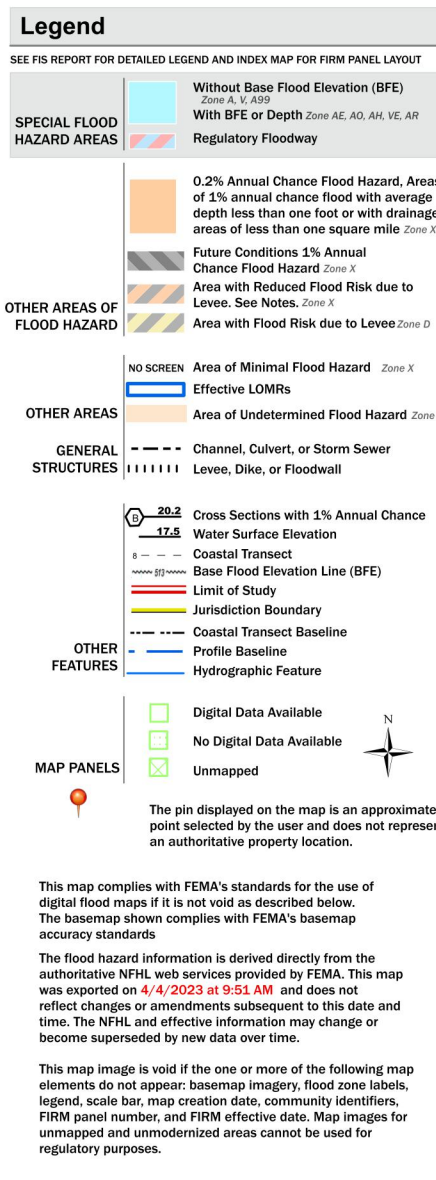 Legend
SEE FIS REPORT FOR DETAILED LEGEND AND INDEX MAP FOR FIRM PANEL LAYOUT
SPECIAL FLOOD
HAZARD AREAS
Without Base Flood Elevation (BFE)
Zone A, V, A99
With BFE or Depth Zone AE, AO, AH, VE, AR
Regulatory Floodway
OTHER AREAS OF
FLOOD HAZARD
0.2% Annual Chance Flood Hazard, Areas
of 1% annual chance flood with average
depth less than one foot or with drainage
areas of less than one square mile Zone X
Future Conditions 1% Annual
Chance Flood Hazard Zone X
Area with Reduced Flood Risk due to
Levee. See Notes. Zone X
Area with Flood Risk due to Levee Zone D
OTHER AREAS
NO SCREEN Area of Minimal Flood Hazard Zone X
Effective LOMRs
Area of Undetermined Flood Hazard Zone
GENERAL
STRUCTURES
Channel, Culvert, or Storm Sewer
Levee, Dike, or Floodwall
OTHER
FEATURES
B 20.2 Cross Sections with 1% Annual Chance
17.5 Water Surface Elevation
8 Coastal Transect
513 Base Flood Elevation Line (BFE)
Limit of Study
Jurisdiction Boundary
Coastal Transect Baseline
Profile Baseline
Hydrographic Feature
MAP PANELS
Digital Data Available
No Digital Data Available
Unmapped
N
The pin displayed on the map is an approximate
point selected by the user and does not represen
an authoritative property location.
This map complies with FEMA's standards for the use of
digital flood maps if it is not void as described below.
The basemap shown complies with FEMA's basemap
accuracy standards
The flood hazard information is derived directly from the
authoritative NFHL web services provided by FEMA. This map
was exported on 4/4/2023 at 9:51 AM and does not
reflect changes or amendments subsequent to this date and
time. The NFHL and effective information may change or
become superseded by new data over time.
This map image is void if the one or more of the following map
elements do not appear: basemap imagery, flood zone labels,
legend, scale bar, map creation date, community identifiers,
FIRM panel number, and FIRM effective date. Map images for
unmapped and unmodernized areas cannot be used for
regulatory purposes.